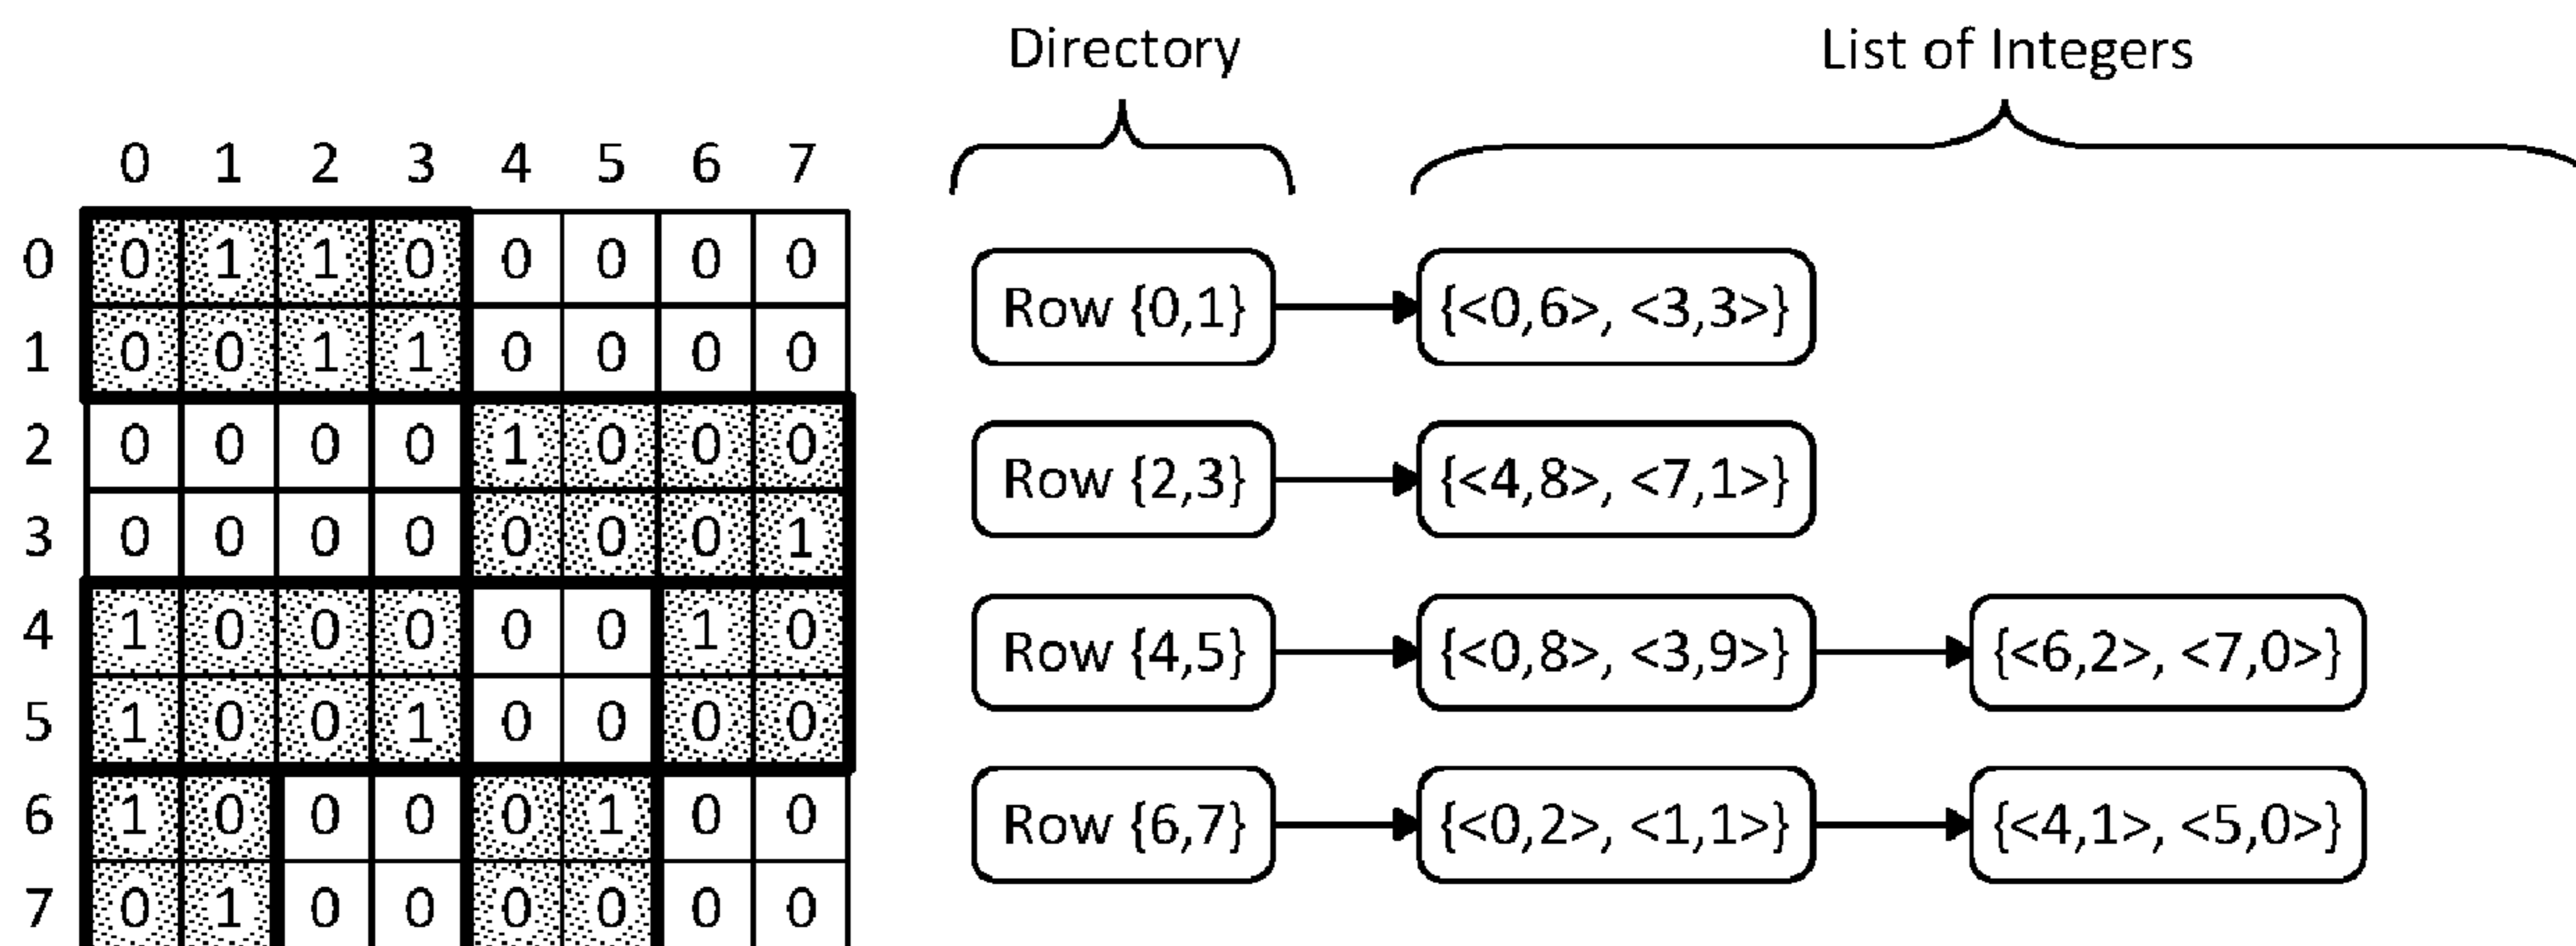 Directory List of Integers
0 1 2 3 4 5 6 7
0 0 1 1 0 0 0 0 0
1 0 0 1 1 0 0 0 0
2 0 0 0 0 1 0 0 0
3 0 0 0 0 0 0 0 1
4 1 0 0 0 0 0 1 0
5 1 0 0 1 0 0 0 0
6 1 0 0 0 0 1 0 0
7 0 1 0 0 0 0 0 0
Row {0,1} {<0,6>, <3,3>}
Row {2,3} {<4,8>, <7,1>}
Row {4,5} {<0,8>, <3,9>} {<6,2>, <7,0>}
Row {6,7} {<0,2>, <1,1>} {<4,1>, <5,0>}